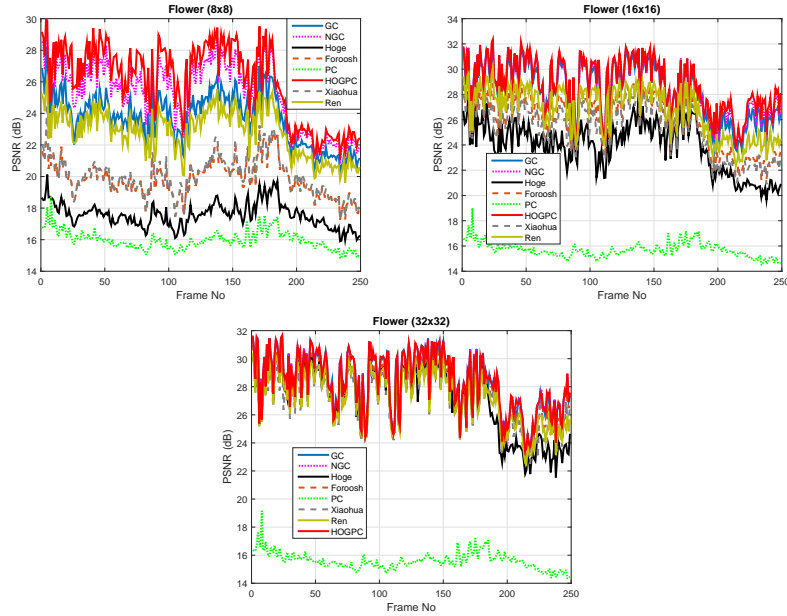 Flower (8x8)
PSNR (dB)
30
28
26
24
22
20
18
16
14
0
50
100
150
200
250
Frame No
GC
NGC
Hoge
Foroosh
PC
HOGPC
Xiaohua
Ren
Flower (16x16)
PSNR (dB)
34
32
30
28
26
24
22
20
18
16
14
0
50
100
150
200
250
Frame No
GC
NGC
Hoge
Foroosh
PC
HOGPC
Xiaohua
Ren
Flower (32x32)
PSNR (dB)
32
30
28
26
24
22
20
18
16
14
0
50
100
150
200
250
Frame No
GC
NGC
Hoge
Foroosh
PC
Xiaohua
Ren
HOGPC